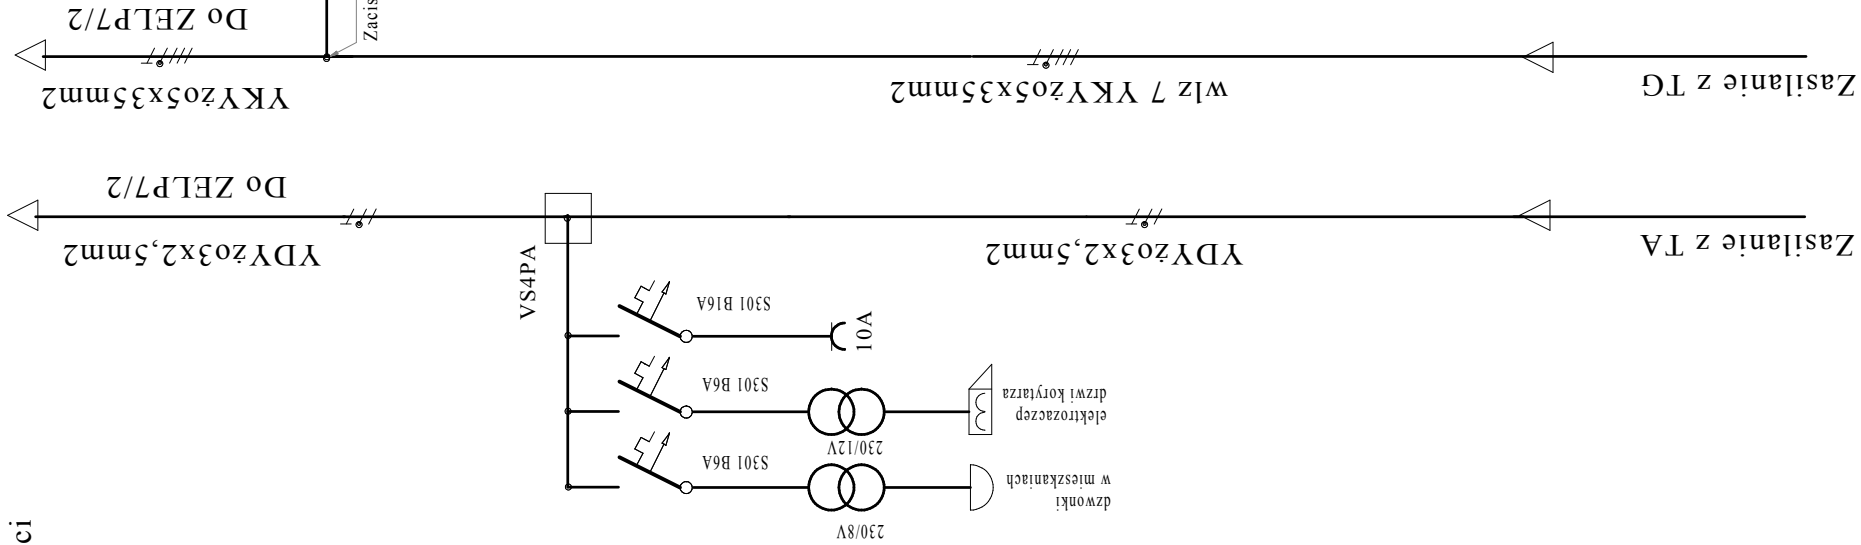 Do ZELP7/2
Zacis
YKYżo5x35mm2
wlz 7 YKYżo5x35mm2
Zasilanie z TG
Do ZELP7/2
YDYżo3x2,5mm2
YDYżo3x2,5mm2
Zasilanie z TA
VS4PA
S301 B16A
10A
S301 B6A
230/12V
elektrozaczep
drzwi korytarza
S301 B6A
230/8V
dzwonki
w mieszkaniach
ci